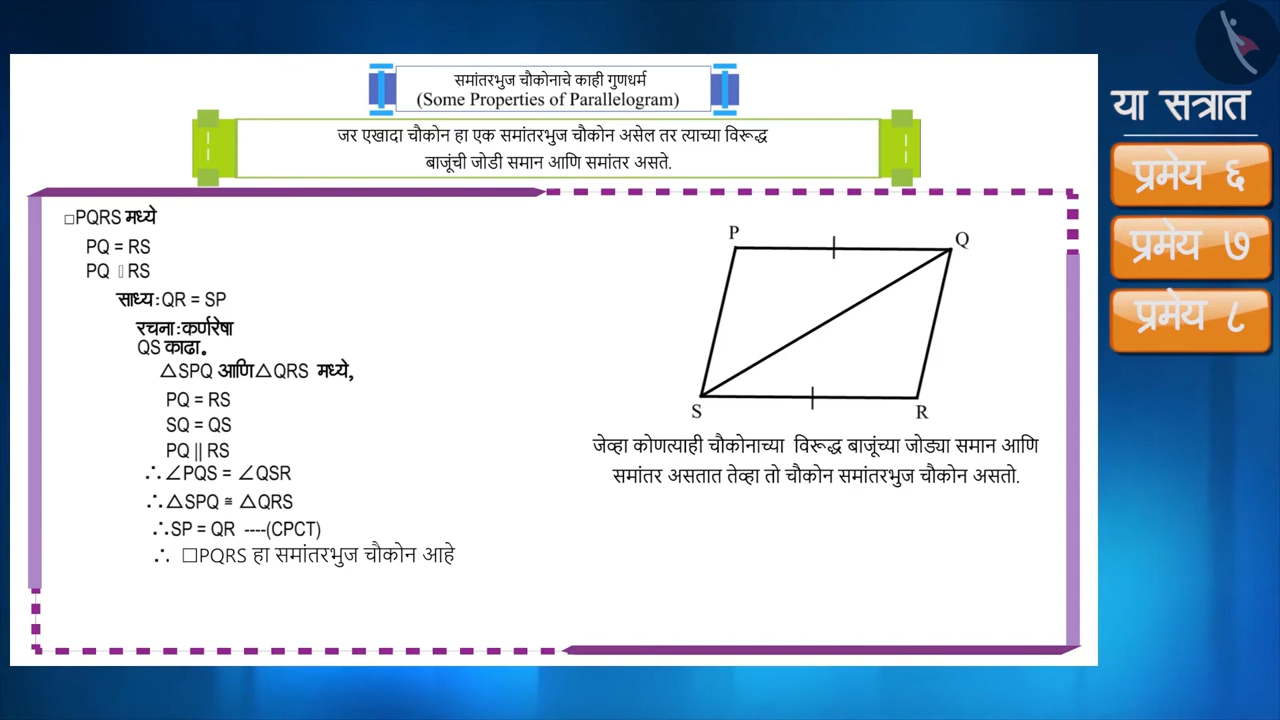 समांतरभुज चौकोनाचे काही गुणधर्म
(Some Properties of Parallelogram)
जर एखादा चौकोन हा एक समांतरभुज चौकोन असेल तर त्याच्या विरूद्ध
बाजूंची जोडी समान आणि समांतर असते.
□PQRS मध्ये
PQ = RS
PQ ▯ RS
साध्य: QR = SP
रचना: कर्णरेषा
QS काढा.
△SPQ आणि △QRS मध्ये,
PQ = RS
SQ = QS
PQ || RS
∴ ∠PQS = ∠QSR
∴ △SPQ ≅ △QRS
∴ SP = QR ----(CPCT)
∴ □PQRS हा समांतरभुज चौकोन आहे
P
Q
S
R
जेव्हा कोणत्याही चौकोनाच्या विरूद्ध बाजूंच्या जोड्या समान आणि
समांतर असतात तेव्हा तो चौकोन समांतरभुज चौकोन असतो.
या सत्रात
प्रमेय ६
प्रमेय ७
प्रमेय ८